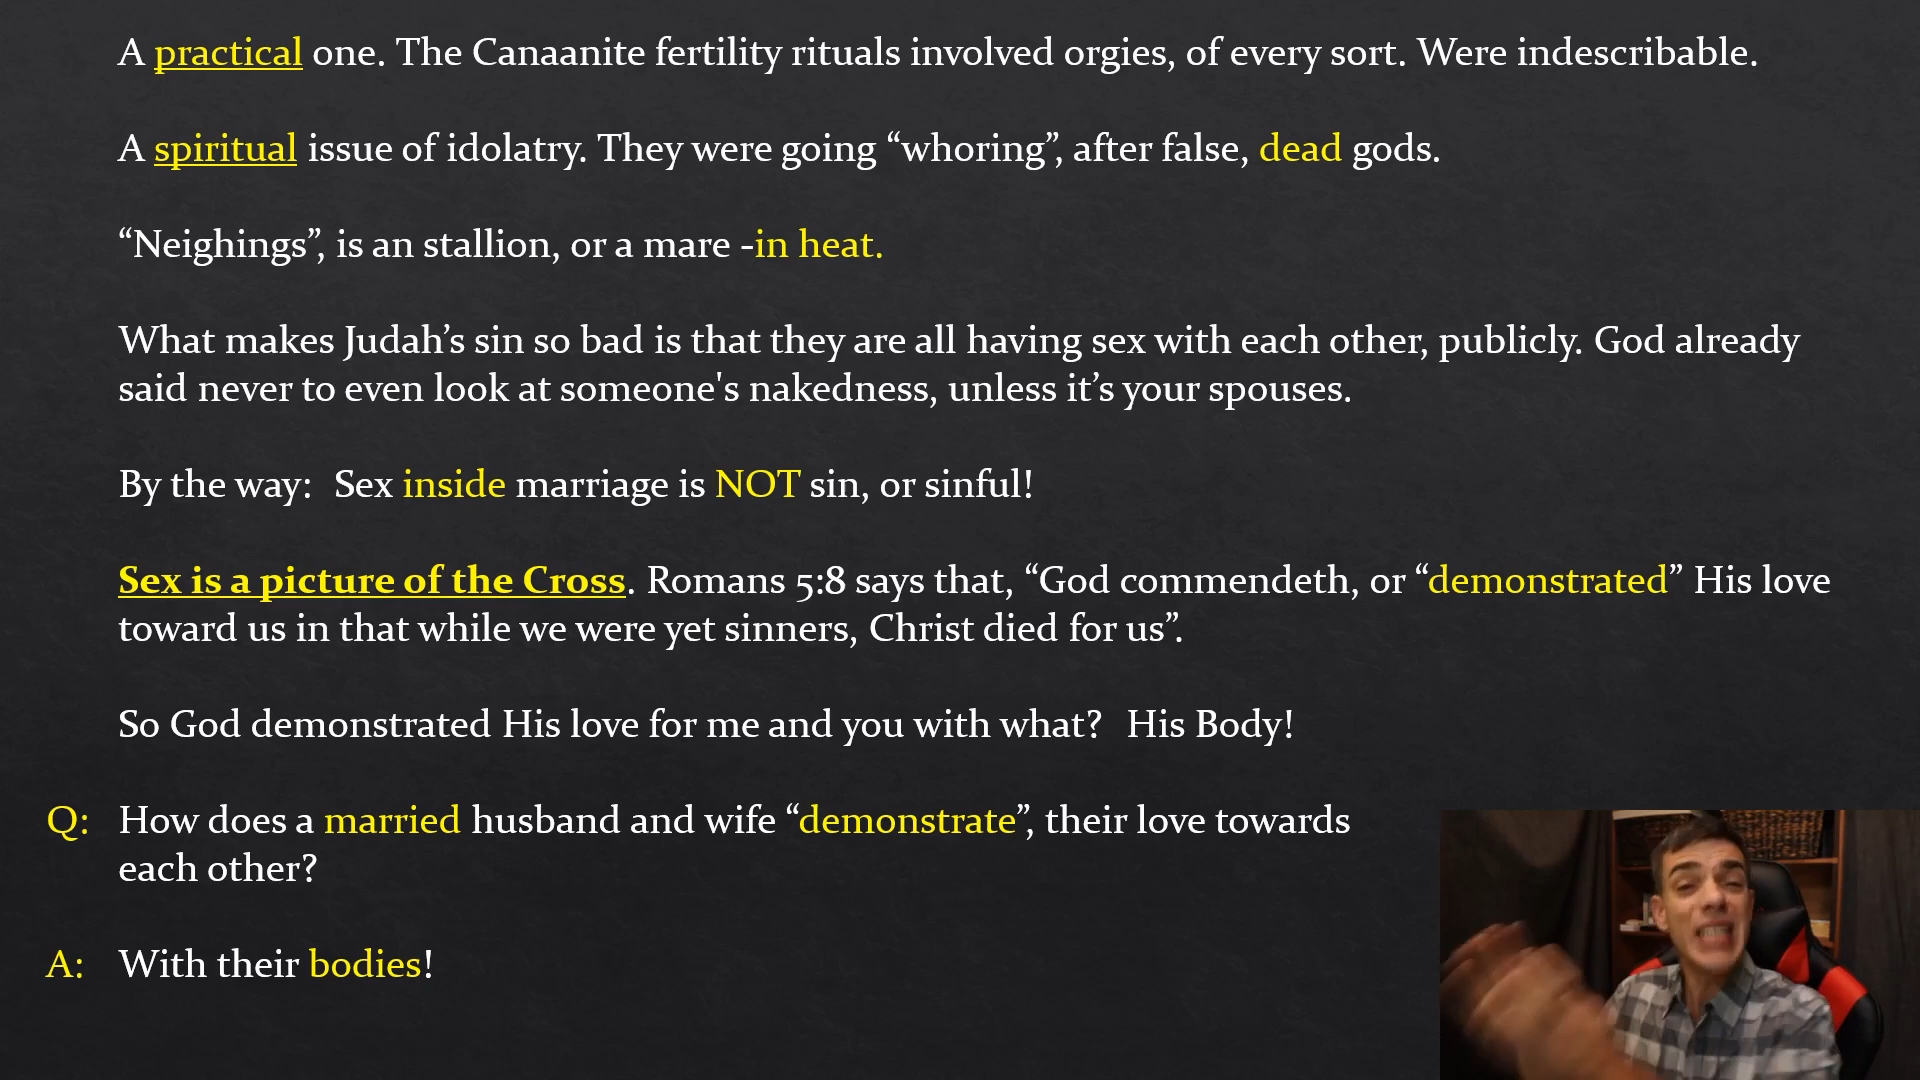 A practical one. The Canaanite fertility rituals involved orgies, of every sort. Were indescribable.
A spiritual issue of idolatry. They were going “whoring”, after false, dead gods.
“Neighings”, is an stallion, or a mare -in heat.
What makes Judah’s sin so bad is that they are all having sex with each other, publicly. God already
said never to even look at someone's nakedness, unless it’s your spouses.
By the way:  Sex inside marriage is NOT sin, or sinful!
Sex is a picture of the Cross. Romans 5:8 says that, “God commendeth, or “demonstrated” His love
toward us in that while we were yet sinners, Christ died for us”.
So God demonstrated His love for me and you with what?  His Body!
Q: How does a married husband and wife “demonstrate”, their love towards
each other?
A: With their bodies!